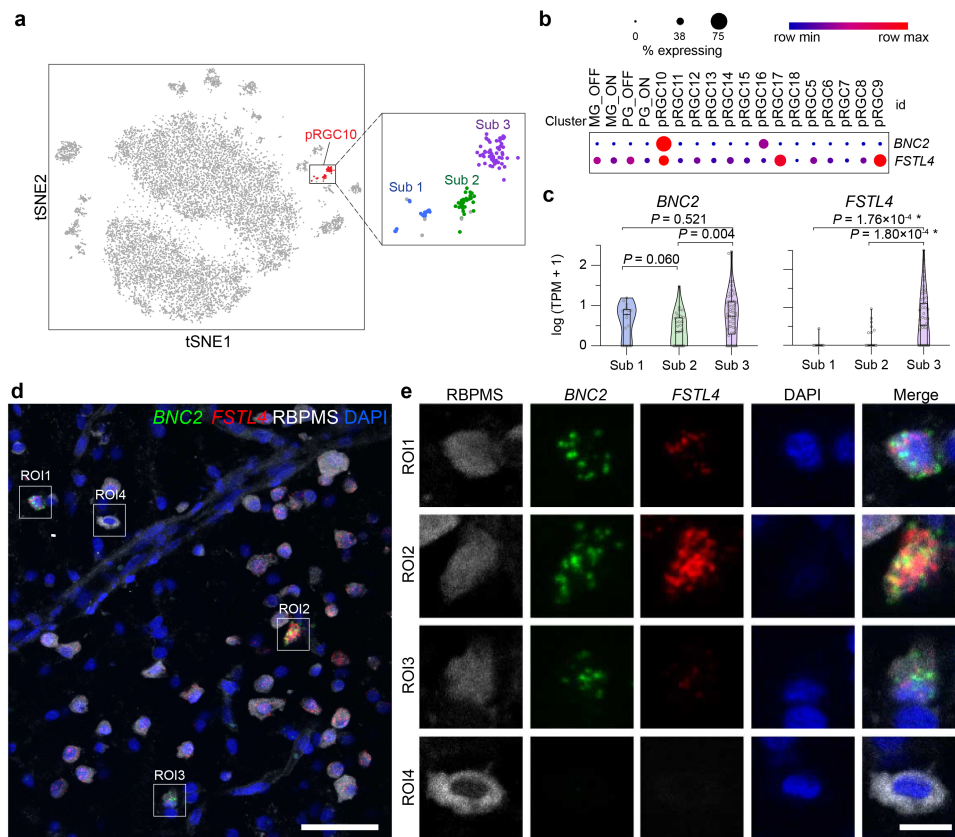 a
tSNE2
tSNE1
pRGC10
Sub 1
Sub 2
Sub 3
b
0 38 75
% expressing
row min row max
Cluster MG_OFF MG_ON PG_OFF PG_ON pRGC10 pRGC11 pRGC12 pRGC13 pRGC14 pRGC15 pRGC16 pRGC17 pRGC18 pRGC5 pRGC6 pRGC7 pRGC8 pRGC9 id
BNC2
FSTL4
c
BNC2
P = 0.521
P = 0.004
P = 0.060
log (TPM + 1)
2
1
0
Sub 1 Sub 2 Sub 3
FSTL4
P = 1.76×10-4 *
P = 1.80×10-4 *
Sub 1 Sub 2 Sub 3
d
BNC2 FSTL4 RBPMS DAPI
ROI1
ROI4
ROI2
ROI3
e
RBPMS BNC2 FSTL4 DAPI Merge
ROI1
ROI2
ROI3
ROI4